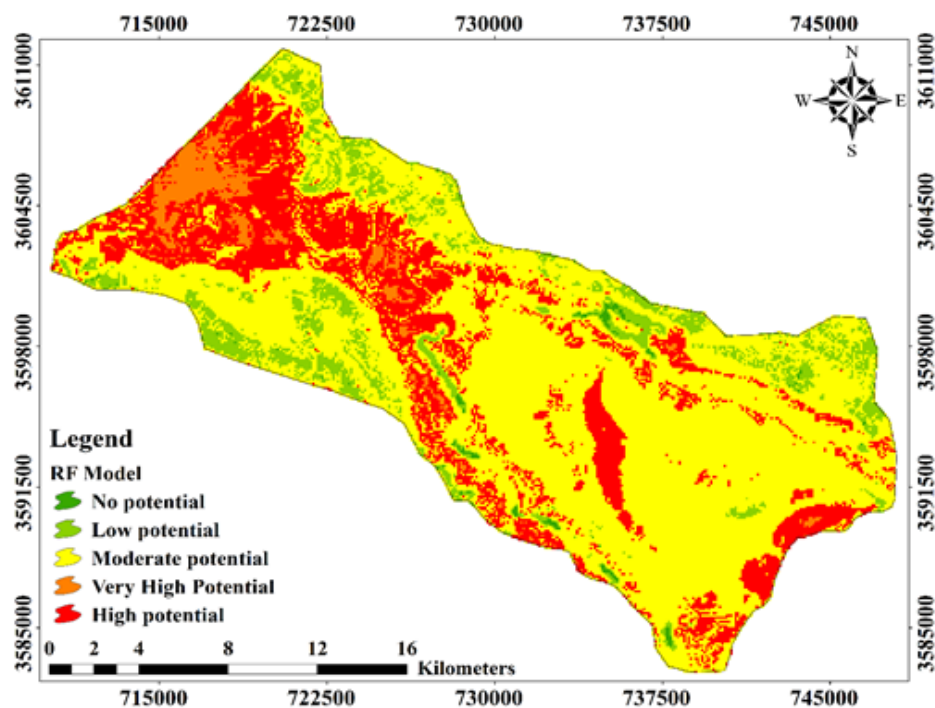 715000 722500 730000 737500 745000
3611000 3611000
N
W E
S
3604500 3604500
3598000 3598000
3591500 3591500
3585000 3585000
Legend
RF Model
No potential
Low potential
Moderate potential
Very High Potential
High potential
0 2 4 8 12 16
Kilometers
715000 722500 730000 737500 745000